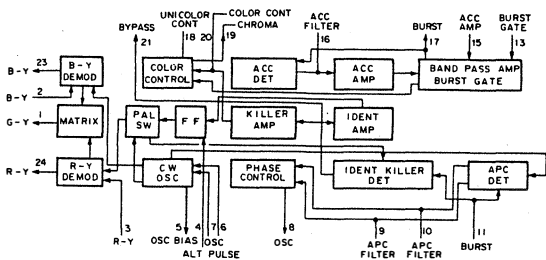 BYPASS
21
UNICOLOR
CONT
18
COLOR CONT
20
CHROMA
19
ACC
FILTER
16
BURST
17
ACC
AMP
15
BURST
GATE
13
B-Y
23
B-Y
DEMOD
COLOR
CONTROL
ACC
DET
ACC
AMP
BAND PASS AMP
BURST GATE
B-Y
2
G-Y
1
MATRIX
PAL
SW
F F
KILLER
AMP
IDENT
AMP
R-Y
24
R-Y
DEMOD
CW
OSC
PHASE
CONTROL
IDENT KILLER
DET
APC
DET
3
R-Y
5
OSC BIAS
4
ALT PULSE
7
6
OSC
8
OSC
9
APC
FILTER
10
APC
FILTER
11
BURST